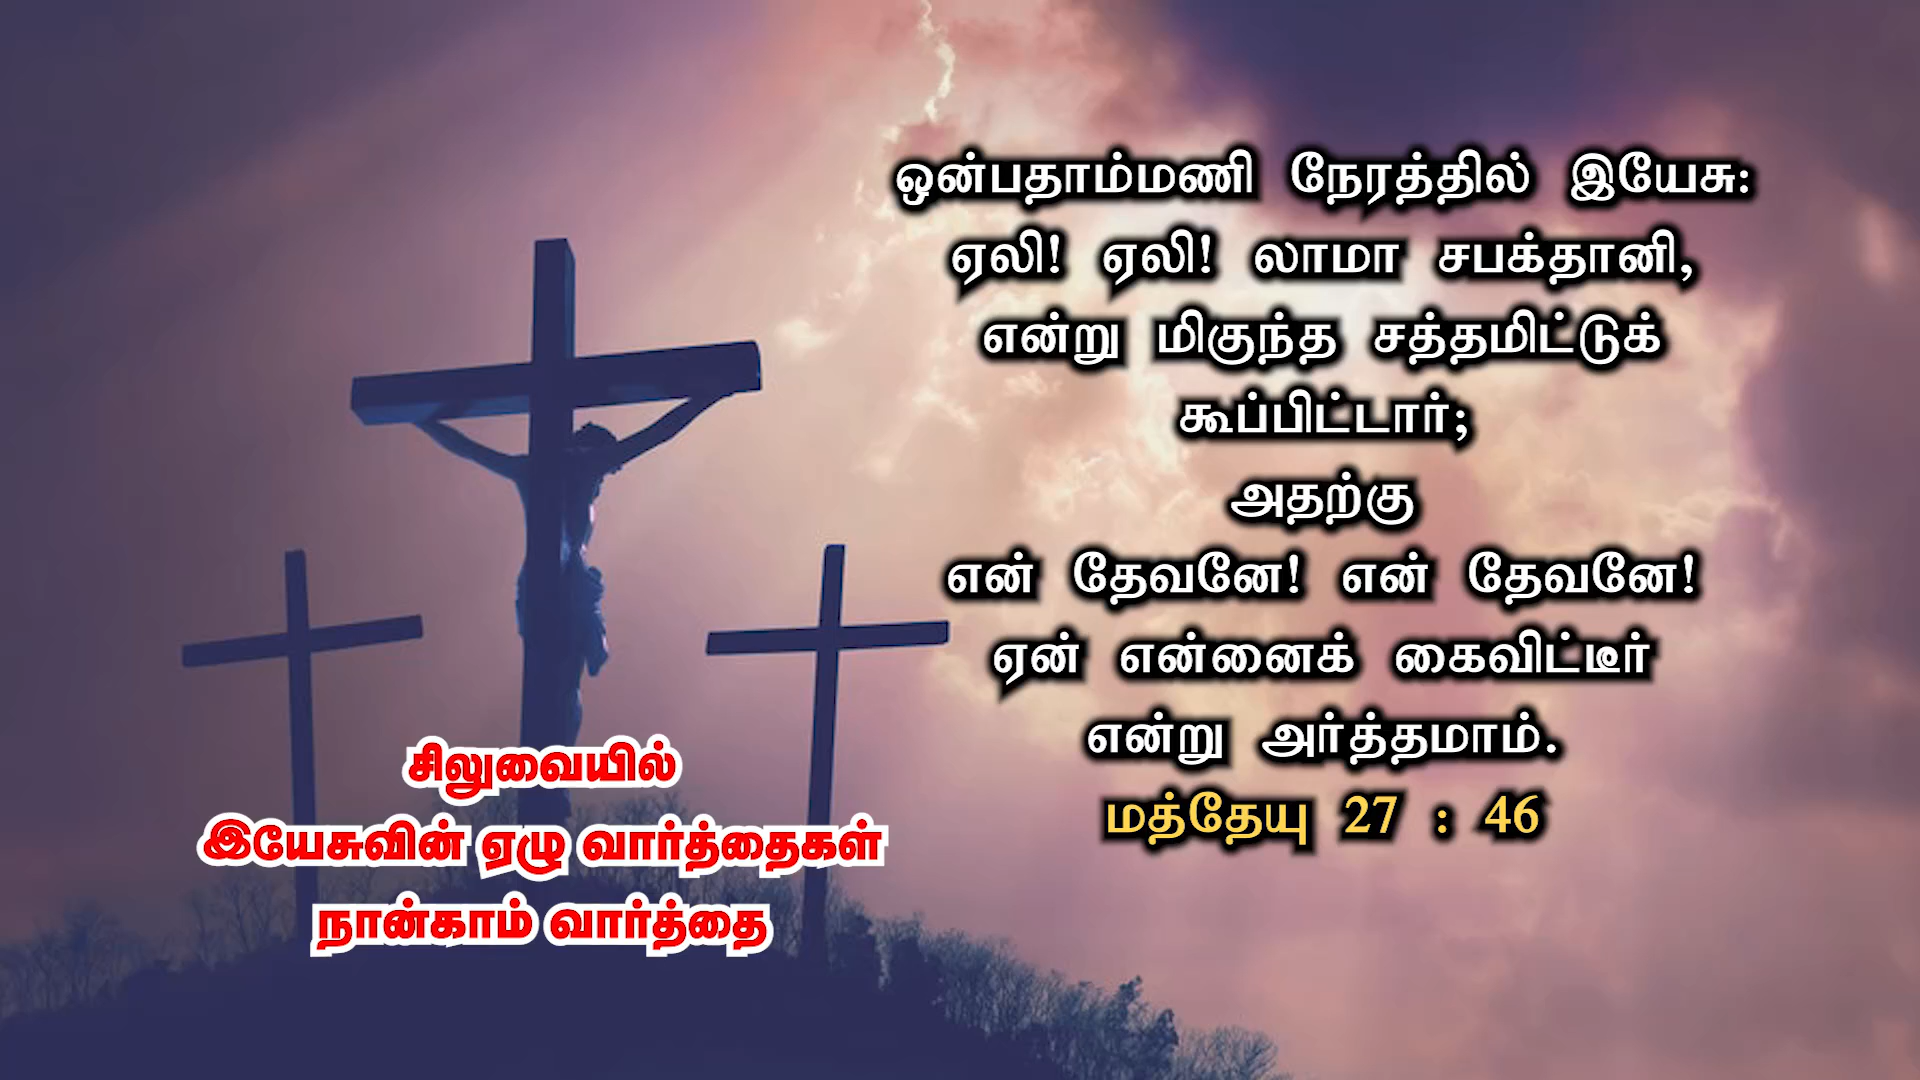 ஒன்பதாம்மணி நேரத்தில் இயேசு:
ஏலி! ஏலி! லாமா சபக்தானி,
என்று மிகுந்த சத்தமிட்டுக்
கூப்பிட்டார்;
அதற்கு
என் தேவனே! என் தேவனே!
ஏன் என்னைக் கைவிட்டீர்
என்று அர்த்தமாம்.
மத்தேயு 27 : 46
சிலுவையில்
இயேசுவின் ஏழு வார்த்தைகள்
நான்காம் வார்த்தை